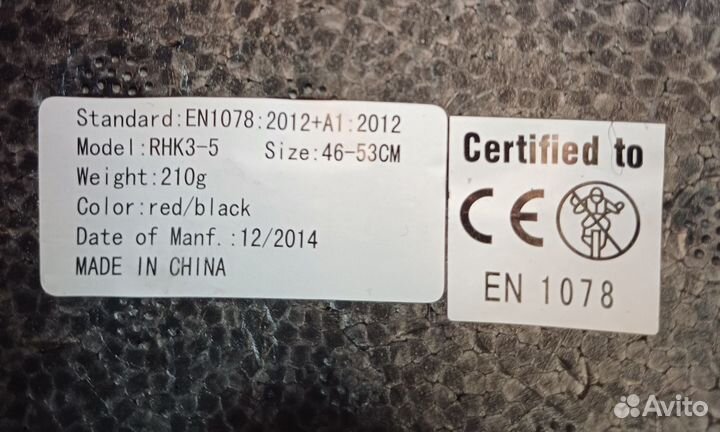 Standard:EN1078:2012+A1:2012
Model:RHK3-5 Size:46-53CM
Weight:210g
Color:red/black
Date of Manf.:12/2014
MADE IN CHINA
Certified to
CE
EN 1078
Avito